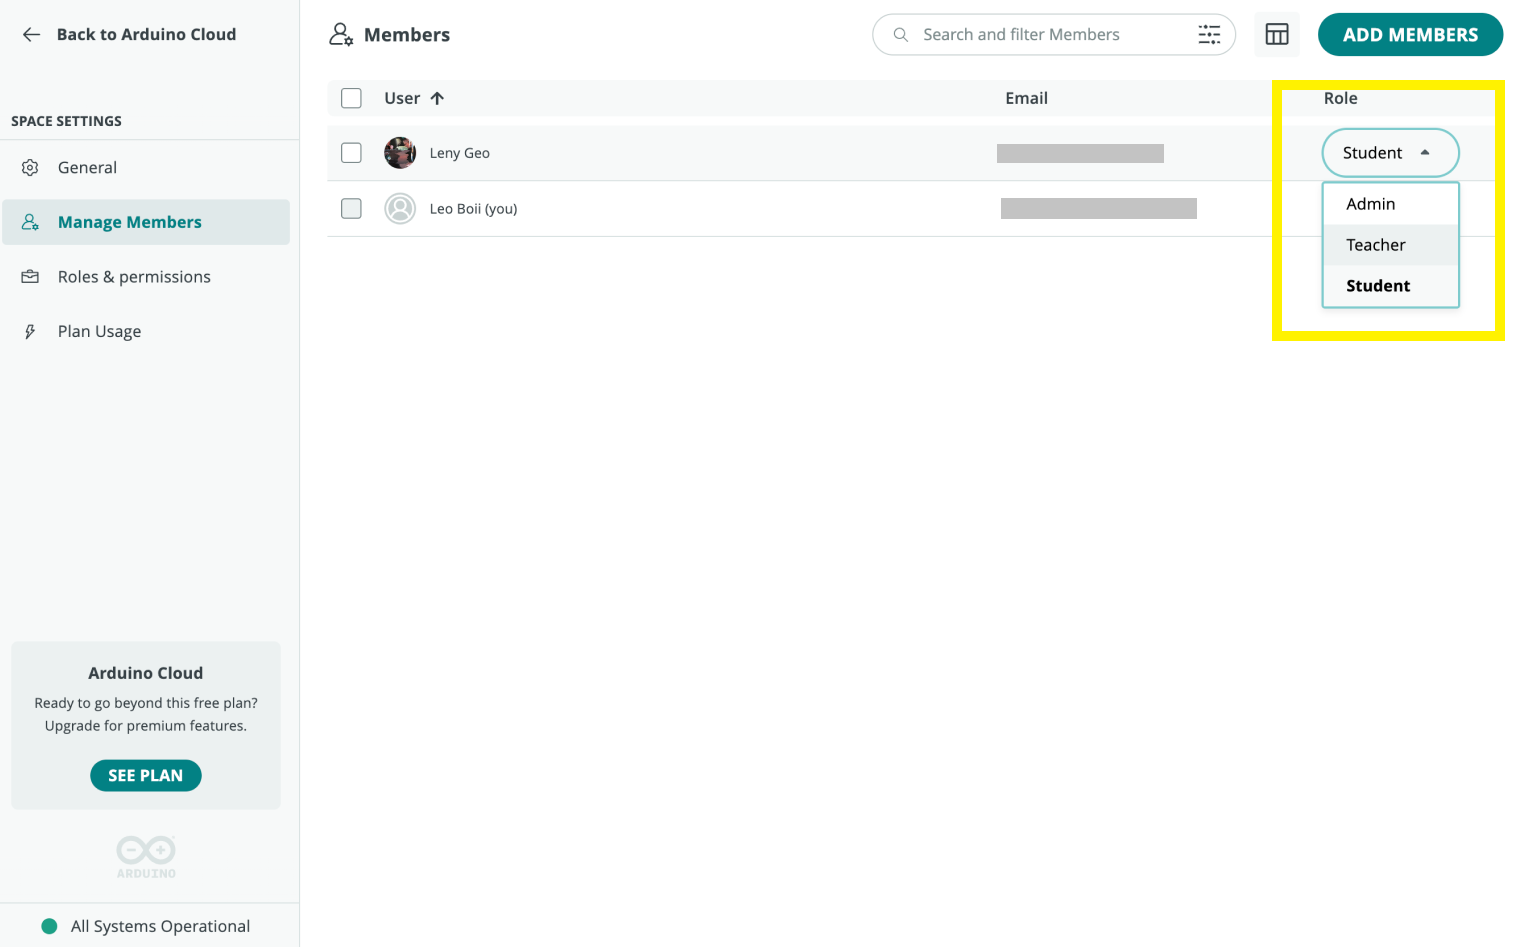 Back to Arduino Cloud
SPACE SETTINGS
General
Manage Members
Roles & permissions
Plan Usage
Arduino Cloud
Ready to go beyond this free plan?
Upgrade for premium features.
SEE PLAN
ARDUINO
All Systems Operational
Members
Search and filter Members
ADD MEMBERS
User Email Role
Leny Geo Student
Leo Boii (you)
Admin
Teacher
Student